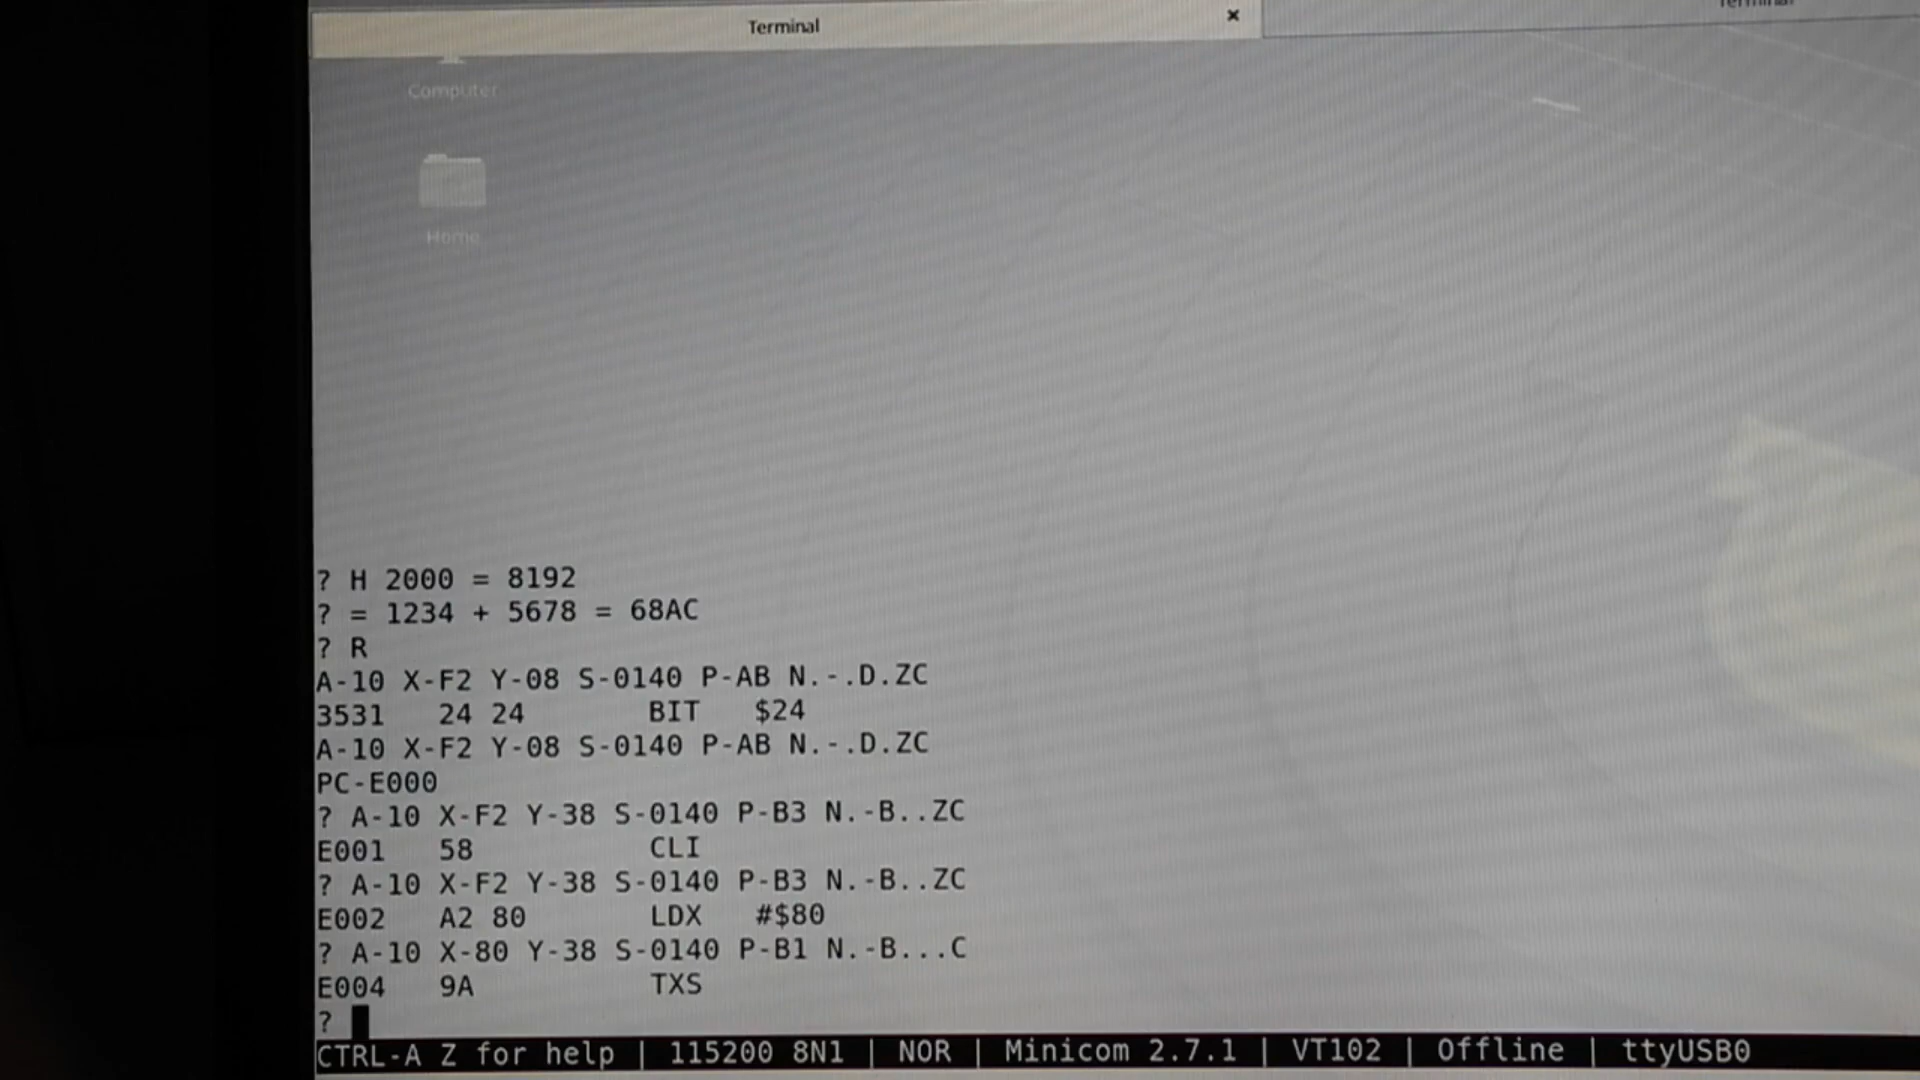 Terminal
Terminal
Computer
Home
? H 2000 = 8192
? = 1234 + 5678 = 68AC
? R
A-10 X-F2 Y-08 S-0140 P-AB N.-.D.ZC
3531 24 24 BIT $24
A-10 X-F2 Y-08 S-0140 P-AB N.-.D.ZC
PC-E000
? A-10 X-F2 Y-38 S-0140 P-B3 N.-B..ZC
E001 58 CLI
? A-10 X-F2 Y-38 S-0140 P-B3 N.-B..ZC
E002 A2 80 LDX #$80
? A-10 X-80 Y-38 S-0140 P-B1 N.-B...C
E004 9A TXS
?
CTRL-A Z for help | 115200 8N1 | NOR | Minicom 2.7.1 | VT102 | Offline | ttyUSB0